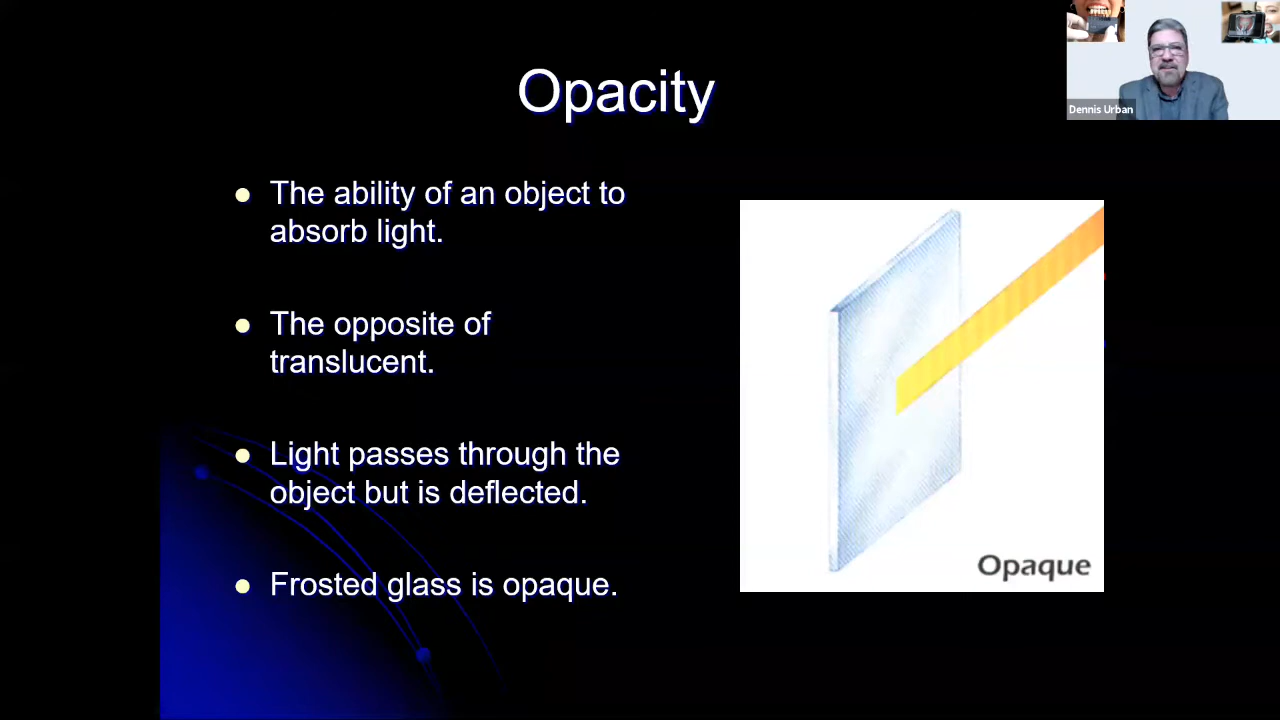 Opacity
Dennis Urban
The ability of an object to
absorb light.
The opposite of
translucent.
Light passes through the
object but is deflected.
Frosted glass is opaque.
Opaque